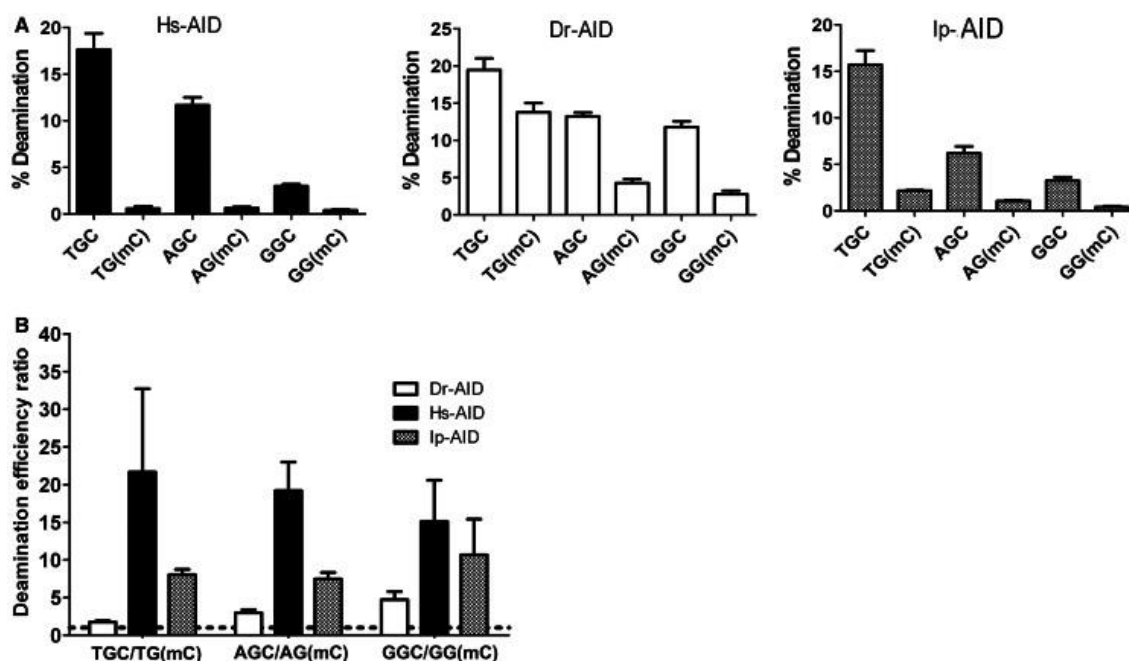 A
Hs-AID
% Deamination
20
15
10
5
0
TGC
TG(mC)
AGC
AG(mC)
GGC
GG(mC)
Dr-AID
% Deamination
25
20
15
10
5
0
TGC
TG(mC)
AGC
AG(mC)
GGC
GG(mC)
Ip-AID
% Deamination
20
15
10
5
0
TGC
TG(mC)
AGC
AG(mC)
GGC
GG(mC)
B
Deamination efficiency ratio
40
35
30
25
20
15
10
5
0
Dr-AID
Hs-AID
Ip-AID
TGC/TG(mC)
AGC/AG(mC)
GGC/GG(mC)